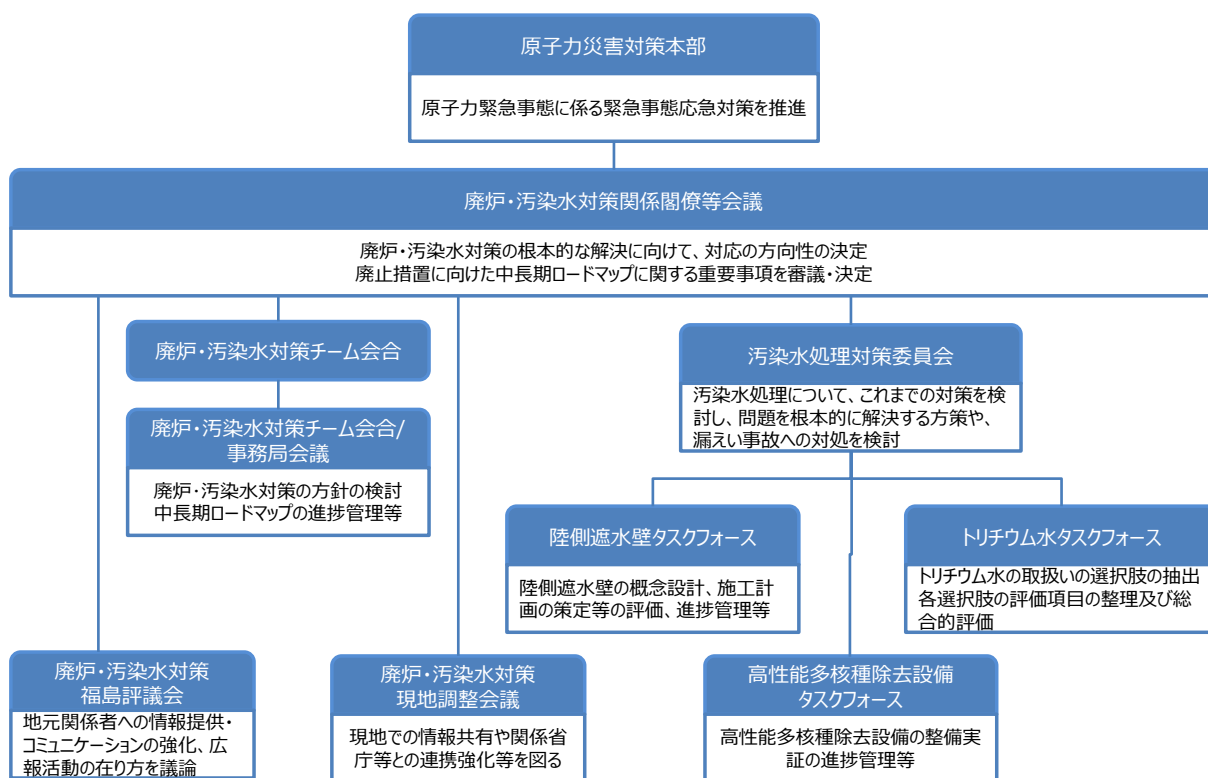 原子力災害対策本部
原子力緊急事態に係る緊急事態応急対策を推進
廃炉・汚染水対策関係閣僚等会議
廃炉・汚染水対策の根本的な解決に向けて、対応の方向性の決定
廃止措置に向けた中長期ロードマップに関する重要事項を審議・決定
廃炉・汚染水対策チーム会合
廃炉・汚染水対策チーム会合/
事務局会議
廃炉・汚染水対策の方針の検討
中長期ロードマップの進捗管理等
汚染水処理対策委員会
汚染水処理について、これまでの対策を検
討し、問題を根本的に解決する方策や、
漏えい事故への対処を検討
陸側遮水壁タスクフォース
陸側遮水壁の概念設計、施工計
画の策定等の評価、進捗管理等
トリチウム水タスクフォース
トリチウム水の取扱いの選択肢の抽出
各選択肢の評価項目の整理及び総
合的評価
廃炉・汚染水対策
福島評議会
地元関係者への情報提供・
コミュニケーションの強化、広
報活動の在り方を議論
廃炉・汚染水対策
現地調整会議
現地での情報共有や関係省
庁等との連携強化等を図る
高性能多核種除去設備
タスクフォース
高性能多核種除去設備の整備実
証の進捗管理等